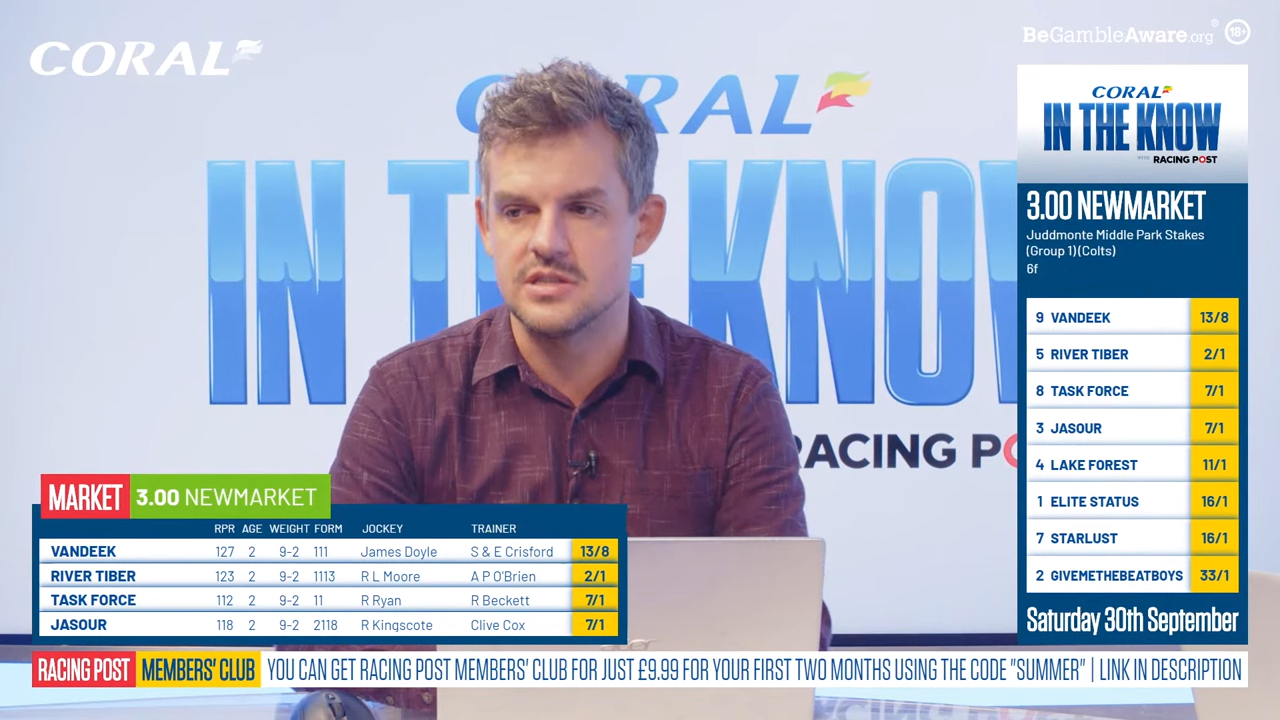 CORAL
BeGambleAware.org® 18+
CORAL
IN THE KNOW
RACING PO
CORAL
IN THE KNOW
WITH RACING POST
3.00 NEWMARKET
Juddmonte Middle Park Stakes
(Group 1)(Colts)
6f
9 VANDEEK 13/8
5 RIVER TIBER 2/1
8 TASK FORCE 7/1
3 JASOUR 7/1
4 LAKE FOREST 11/1
1 ELITE STATUS 16/1
7 STARLUST 16/1
2 GIVEMETHEBEATBOYS 33/1
Saturday 30th September
MARKET 3.00 NEWMARKET
RPR AGE WEIGHT FORM JOCKEY TRAINER
VANDEEK 127 2 9-2 111 James Doyle S & E Crisford 13/8
RIVER TIBER 123 2 9-2 1113 R L Moore A P O'Brien 2/1
TASK FORCE 112 2 9-2 11 R Ryan R Beckett 7/1
JASOUR 118 2 9-2 2118 R Kingscote Clive Cox 7/1
RACING POST MEMBERS' CLUB YOU CAN GET RACING POST MEMBERS' CLUB FOR JUST £9.99 FOR YOUR FIRST TWO MONTHS USING THE CODE "SUMMER" | LINK IN DESCRIPTION